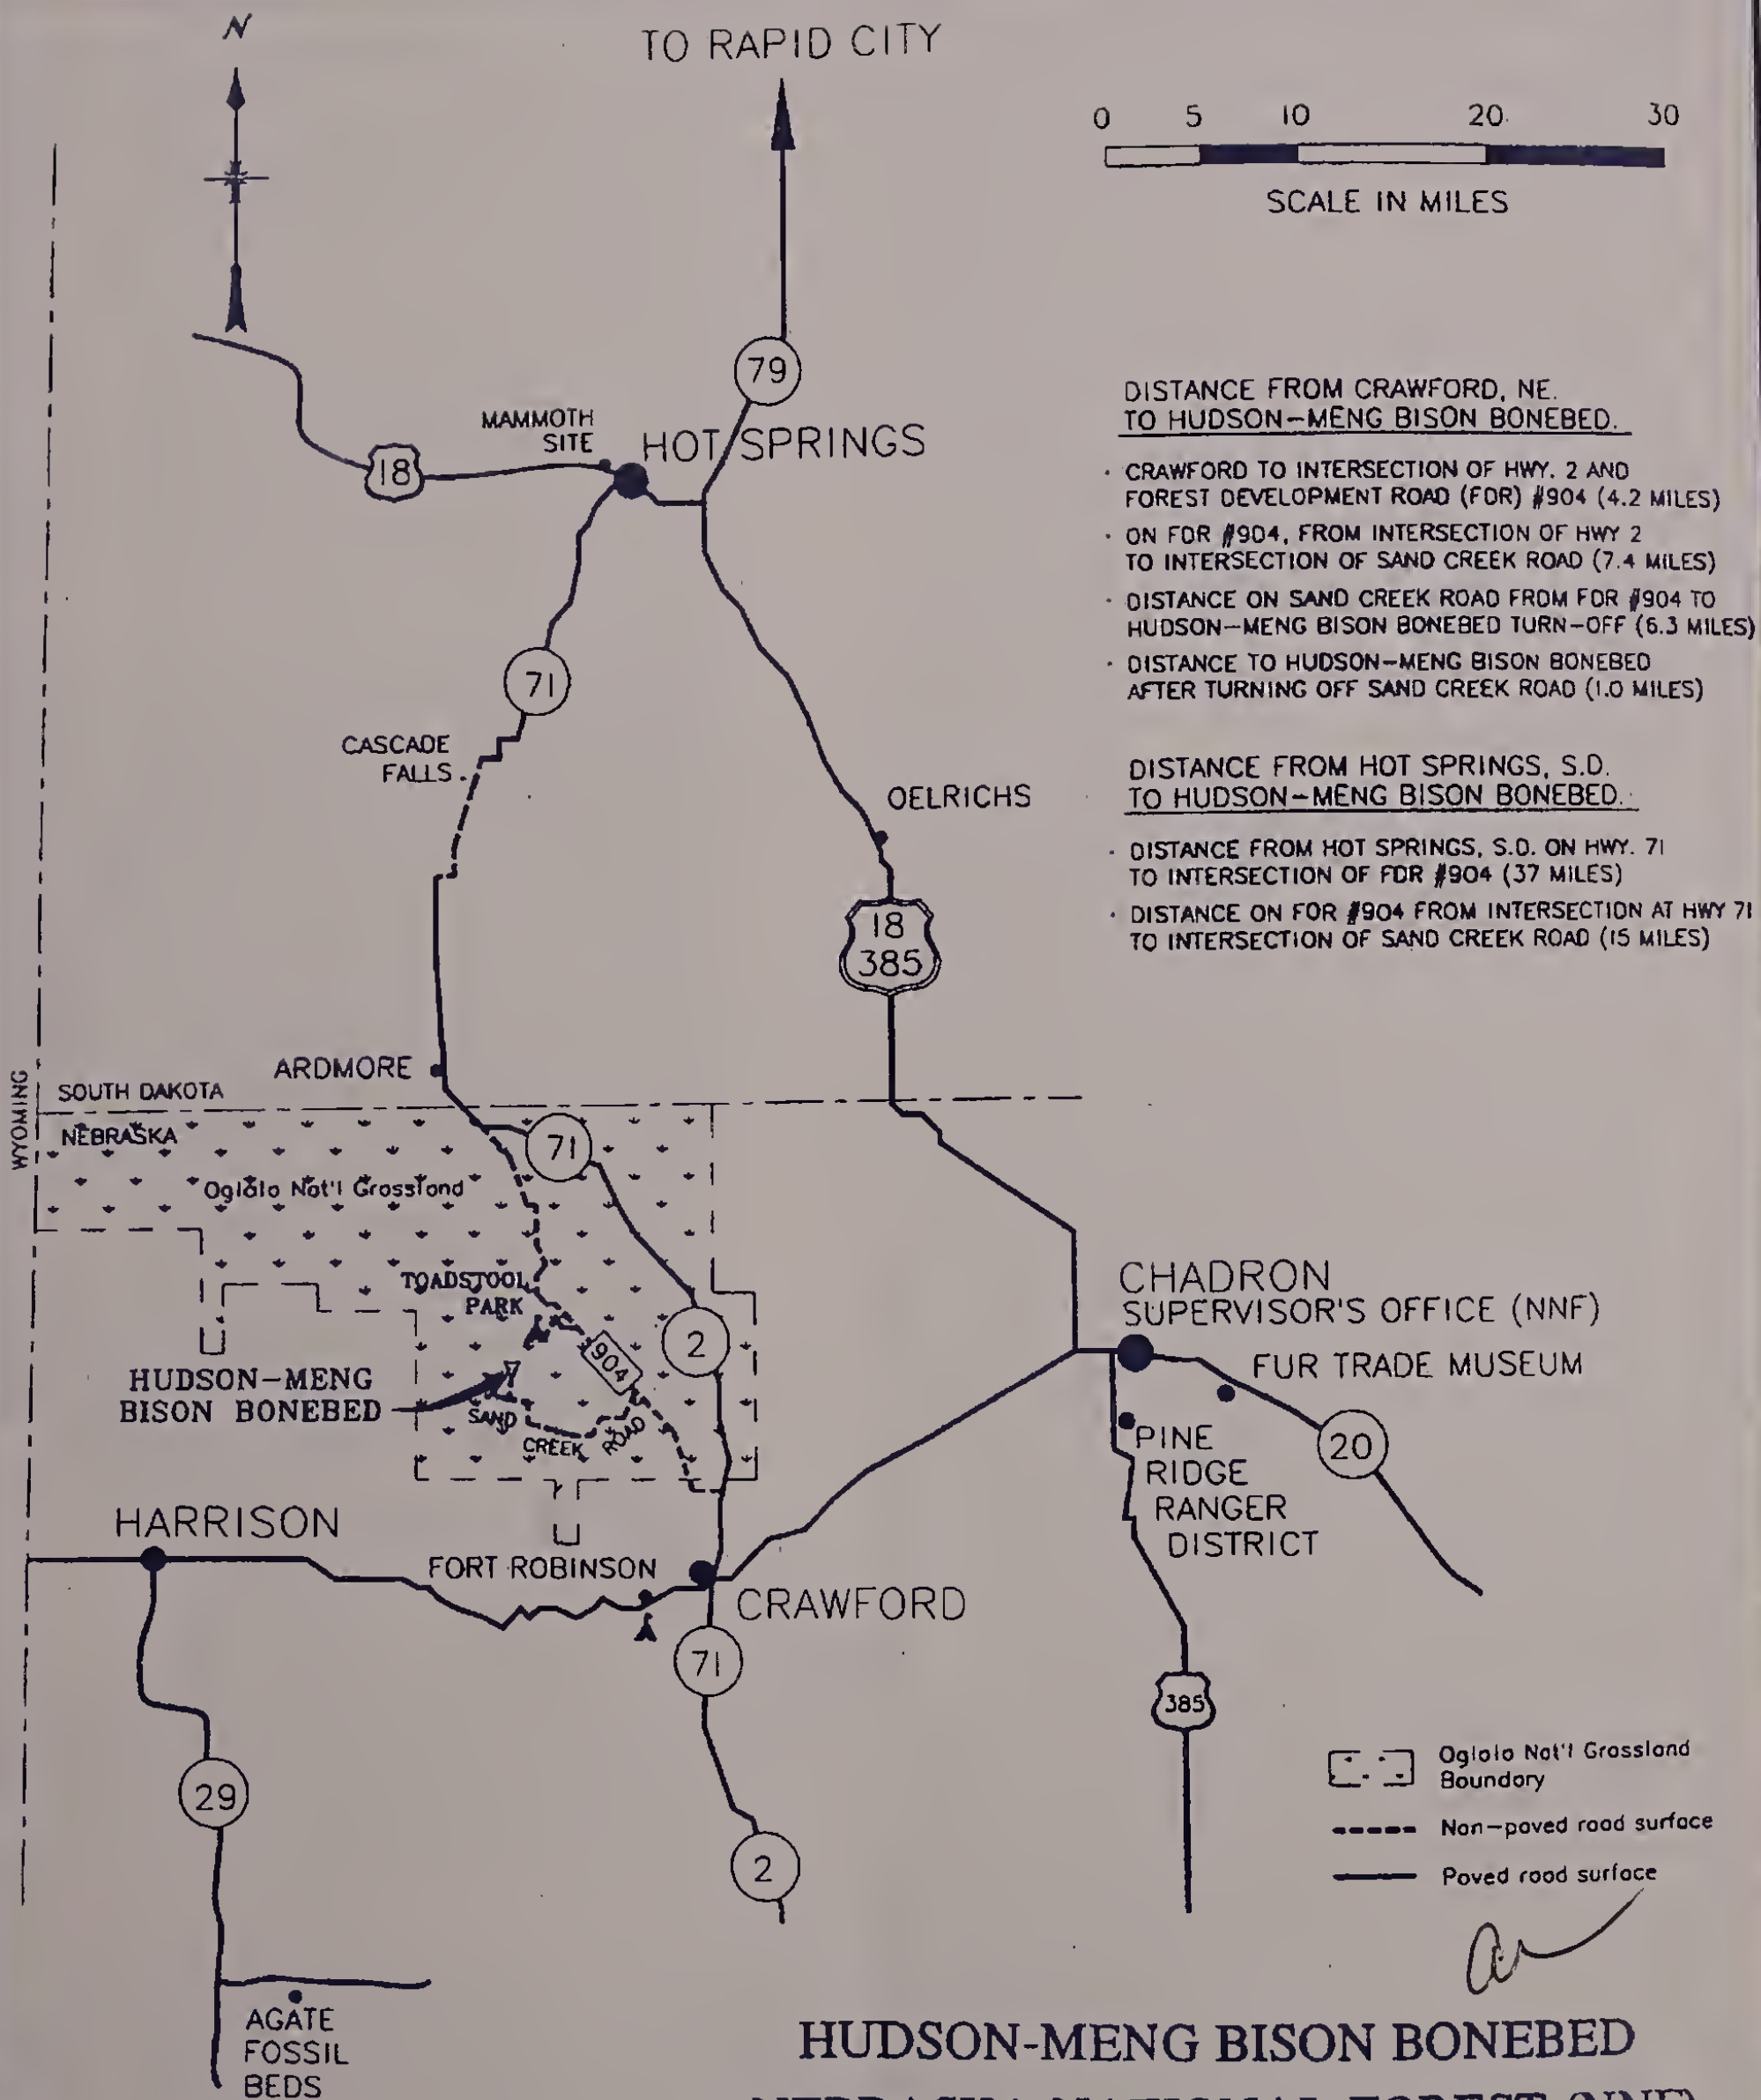 N
TO RAPID CITY
0 5 10 20 30
SCALE IN MILES
79
MAMMOTH
SITE
HOT SPRINGS
18
DISTANCE FROM CRAWFORD, NE.
TO HUDSON-MENG BISON BONEBED.
· CRAWFORD TO INTERSECTION OF HWY. 2 AND
FOREST DEVELOPMENT ROAD (FDR) #904 (4.2 MILES)
· ON FDR #904, FROM INTERSECTION OF HWY 2
TO INTERSECTION OF SAND CREEK ROAD (7.4 MILES)
· DISTANCE ON SAND CREEK ROAD FROM FDR #904 TO
HUDSON-MENG BISON BONEBED TURN-OFF (6.3 MILES)
· DISTANCE TO HUDSON-MENG BISON BONEBED
AFTER TURNING OFF SAND CREEK ROAD (1.0 MILES)
71
CASCADE
FALLS
DISTANCE FROM HOT SPRINGS, S.D.
TO HUDSON-MENG BISON BONEBED.
· DISTANCE FROM HOT SPRINGS, S.D. ON HWY. 71
TO INTERSECTION OF FDR #904 (37 MILES)
· DISTANCE ON FDR #904 FROM INTERSECTION AT HWY 71
TO INTERSECTION OF SAND CREEK ROAD (15 MILES)
OELRICHS
18
385
ARDMORE
WYOMING
SOUTH DAKOTA
NEBRASKA
71
Oglala Nat'l Grassland
TOADSTOOL
PARK
2
904
HUDSON-MENG
BISON BONEBED
SAND
CREEK
ROAD
CHADRON
SUPERVISOR'S OFFICE (NNF)
FUR TRADE MUSEUM
PINE
RIDGE
RANGER
DISTRICT
20
HARRISON
FORT ROBINSON
CRAWFORD
71
385
29
2
Oglala Nat'l Grassland
Boundary
Non-paved road surface
Paved road surface
AGATE
FOSSIL
BEDS
HUDSON-MENG BISON BONEBED
NEBRASKA NATIONAL FOREST (NNF)